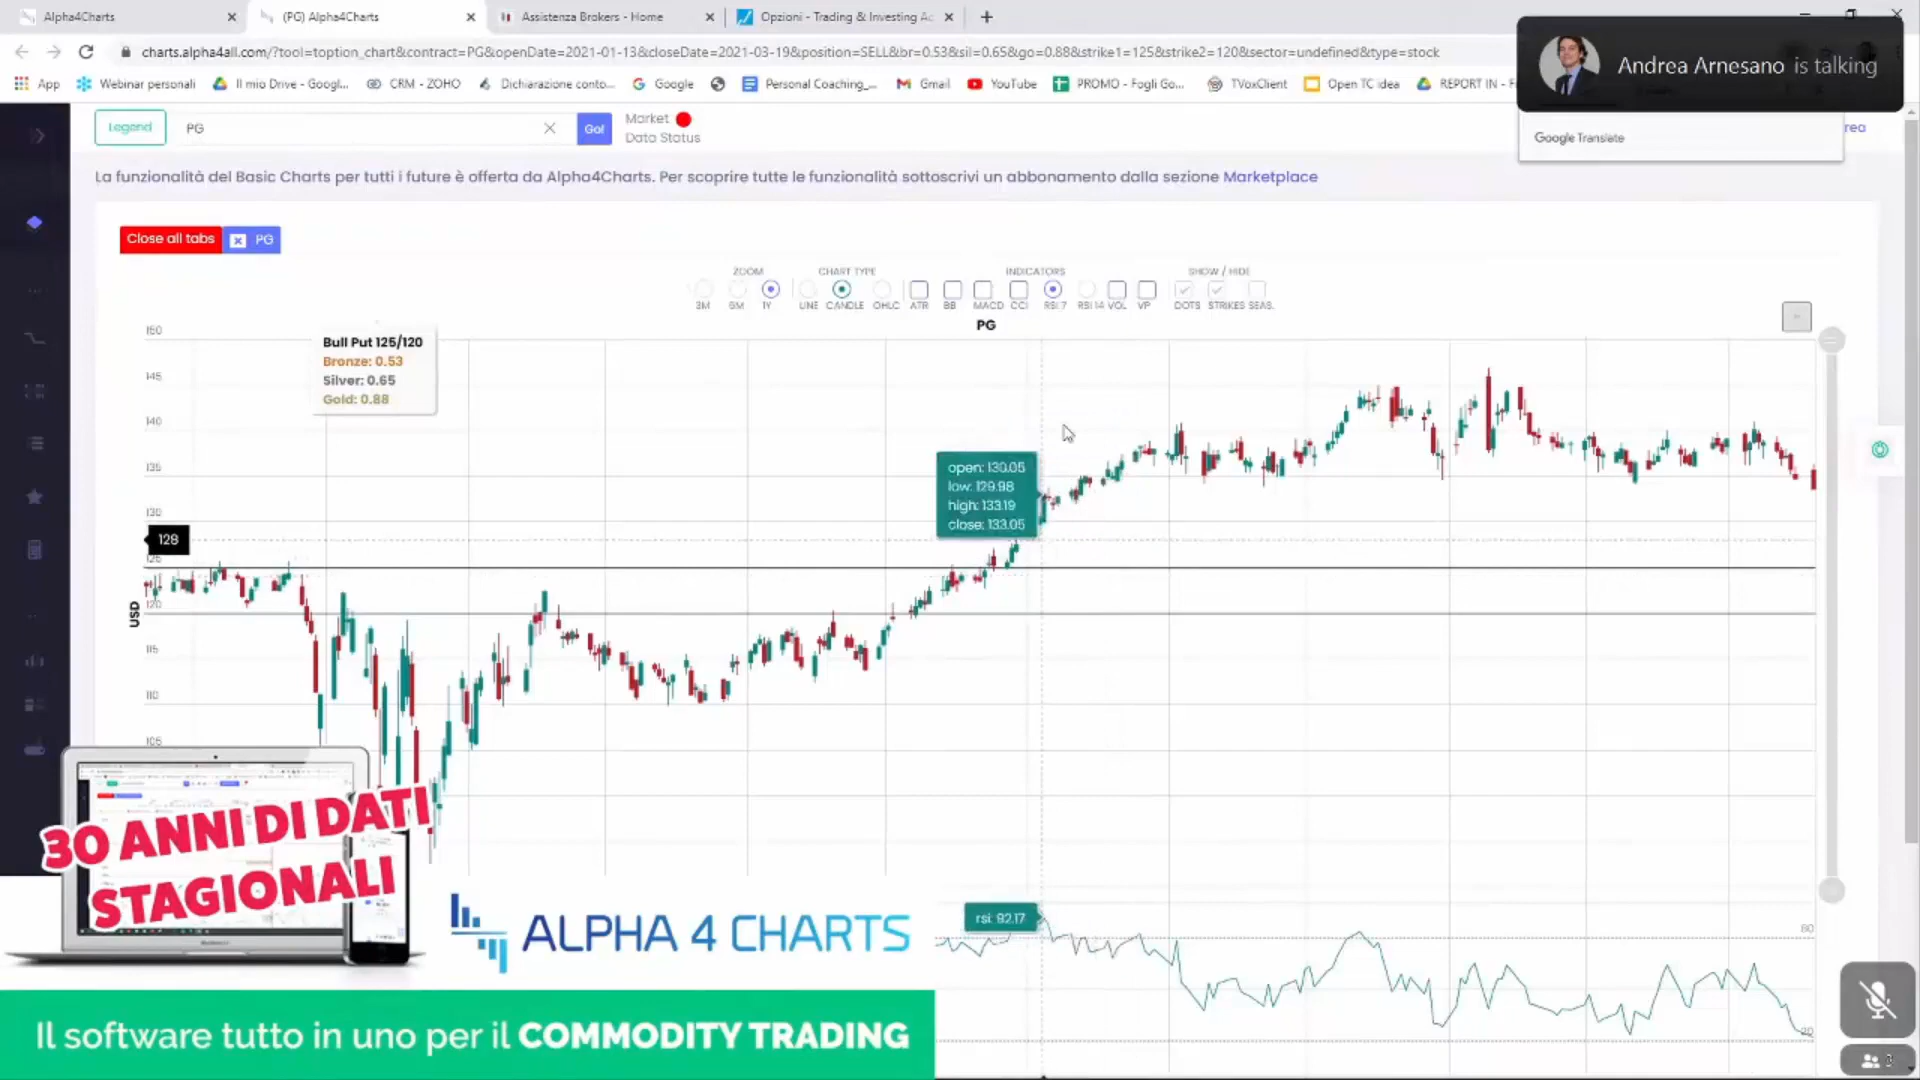 Alpha4Charts
(PG) Alpha4Charts
Assistenza Brokers - Home
Opzioni - Trading & Investing Ac
charts.alpha4all.com/?tool=toption_chart&contract=PG&openDate=2021-01-13&closeDate=2021-03-19&position=SELL&br=0.53&sil=0.65&go=0.88&strike1=125&strike2=120&sector=undefined&type=stock
Andrea Arnesano is talking
App
Webinar personali
Il mio Drive - Googl...
CRM - ZOHO
Dichiarazione conto...
Google
Personal Coaching_...
Gmail
YouTube
PROMO - Fogli Go...
TVoxClient
Open TC idea
REPORT IN - F
Google Translate
rea
Legend
PG
Go!
Market
Data Status
La funzionalità del Basic Charts per tutti i future è offerta da Alpha4Charts. Per scoprire tutte le funzionalità sottoscrivi un abbonamento dalla sezione Marketplace
Close all tabs
PG
ZOOM
CHART TYPE
INDICATORS
SHOW / HIDE
3M
6M
1Y
LINE
CANDLE
OHLC
ATR
BB
MACD
CCI
RSI 7
RSI 14
VOL
VP
DOTS
STRIKES
SEAS.
PG
Bull Put 125/120
Bronze: 0.53
Silver: 0.65
Gold: 0.88
150
145
140
135
130
128
125
120
115
110
105
USD
open: 130.05
low: 129.98
high: 133.19
close: 133.05
rsi: 92.17
80
20
30 ANNI DI DATI
STAGIONALI
ALPHA 4 CHARTS
Il software tutto in uno per il COMMODITY TRADING